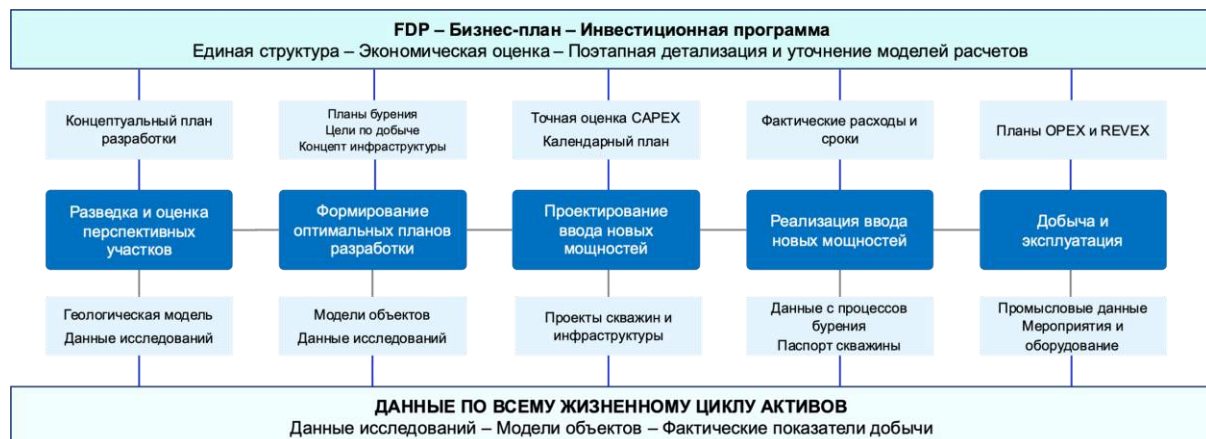 FDP – Бизнес-план – Инвестиционная программа
Единая структура – Экономическая оценка – Поэтапная детализация и уточнение моделей расчетов
Концептуальный план
разработки
Планы бурения
Цели по добыче
Концепт инфраструктуры
Точная оценка CAPEX
Календарный план
Фактические расходы и
сроки
Планы OPEX и REVEX
Разведка и оценка
перспективных
участков
Формирование
оптимальных планов
разработки
Проектирование
ввода новых
мощностей
Реализация ввода
новых мощностей
Добыча и
эксплуатация
Геологическая модель
Данные исследований
Модели объектов
Данные исследований
Проекты скважин и
инфраструктуры
Данные с процессов
бурения
Паспорт скважины
Промысловые данные
Мероприятия и
оборудование
ДАННЫЕ ПО ВСЕМУ ЖИЗНЕННОМУ ЦИКЛУ АКТИВОВ
Данные исследований – Модели объектов – Фактические показатели добычи